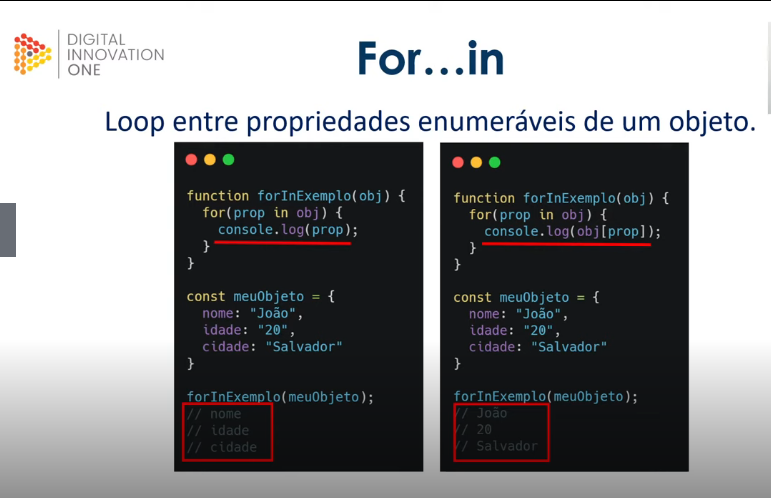 DIGITAL
INNOVATION
ONE
For...in
Loop entre propriedades enumeráveis de um objeto.
function forInExemplo(obj) {
for(prop in obj) {
console.log(prop);
}
}
const meuObjeto = {
nome: "João",
idade: "20",
cidade: "Salvador"
}
forInExemplo(meuObjeto);
// nome
// idade
// cidade
function forInExemplo(obj) {
for(prop in obj) {
console.log(obj[prop]);
}
}
const meuObjeto = {
nome: "João",
idade: "20",
cidade: "Salvador"
}
forInExemplo(meuObjeto);
// João
// 20
// Salvador